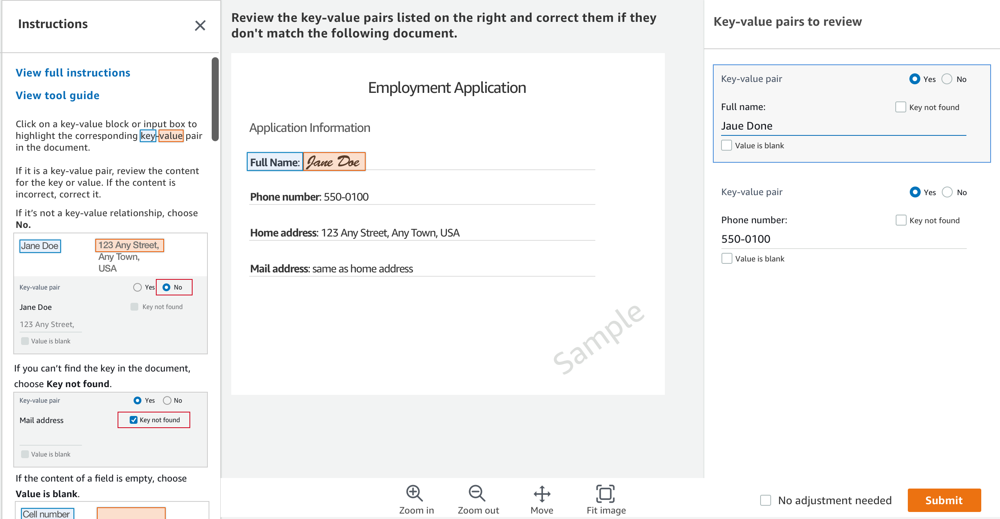 Instructions
View full instructions
View tool guide
Click on a key-value block or input box to
highlight the corresponding key-value pair
in the document.
If it is a key-value pair, review the content
for the key or value. If the content is
incorrect, correct it.
If it's not a key-value relationship, choose
No.
Jane Doe 123 Any Street,
Any Town,
USA
Key-value pair Yes No
Jane Doe Key not found
123 Any Street,
Value is blank
If you can't find the key in the document,
choose Key not found.
Key-value pair Yes No
Mail address Key not found
Value is blank
If the content of a field is empty, choose
Value is blank.
Cell number
Review the key-value pairs listed on the right and correct them if they
don't match the following document.
Employment Application
Application Information
Full Name: Jane Doe
Phone number: 550-0100
Home address: 123 Any Street, Any Town, USA
Mail address: same as home address
Sample
Zoom in Zoom out Move Fit image
Key-value pairs to review
Key-value pair Yes No
Full name: Key not found
Jaue Done
Value is blank
Key-value pair Yes No
Phone number: Key not found
550-0100
Value is blank
No adjustment needed Submit